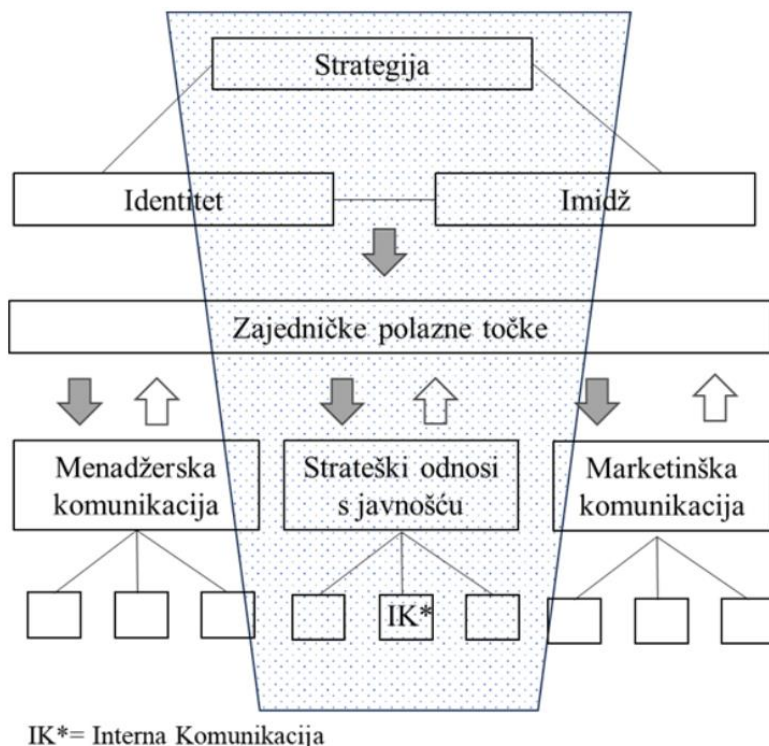 Strategija
Identitet
Imidž
Zajedničke polazne točke
Menadžerska
komunikacija
Strateški odnosi
s javnošću
Marketinška
komunikacija
IK*
IK*= Interna Komunikacija